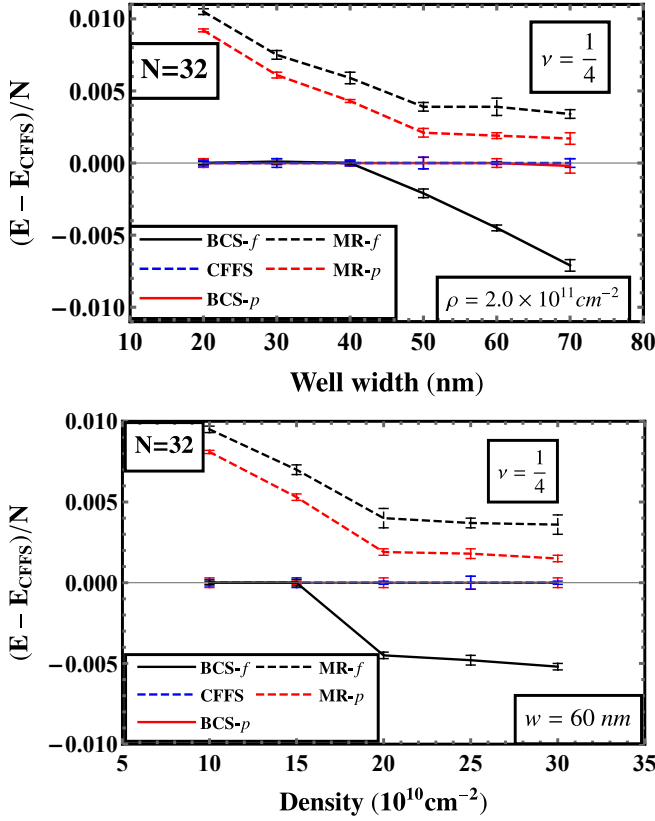 0.010
0.005
0.000
−0.005
−0.010
(E − E_CFFS)/N
N=32
ν = 1/4
BCS-f
MR-f
CFFS
MR-p
BCS-p
ρ = 2.0 × 10^11 cm^−2
10 20 30 40 50 60 70 80
Well width (nm)
0.010
0.005
0.000
−0.005
−0.010
(E − E_CFFS)/N
N=32
ν = 1/4
BCS-f
MR-f
CFFS
MR-p
BCS-p
w = 60 nm
5 10 15 20 25 30 35
Density (10^10 cm^−2)